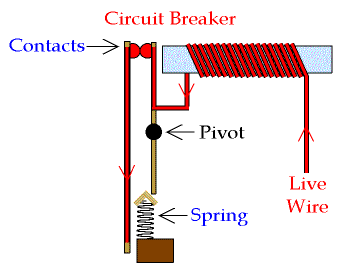 Circuit Breaker
Contacts
Pivot
Live
Wire
Spring